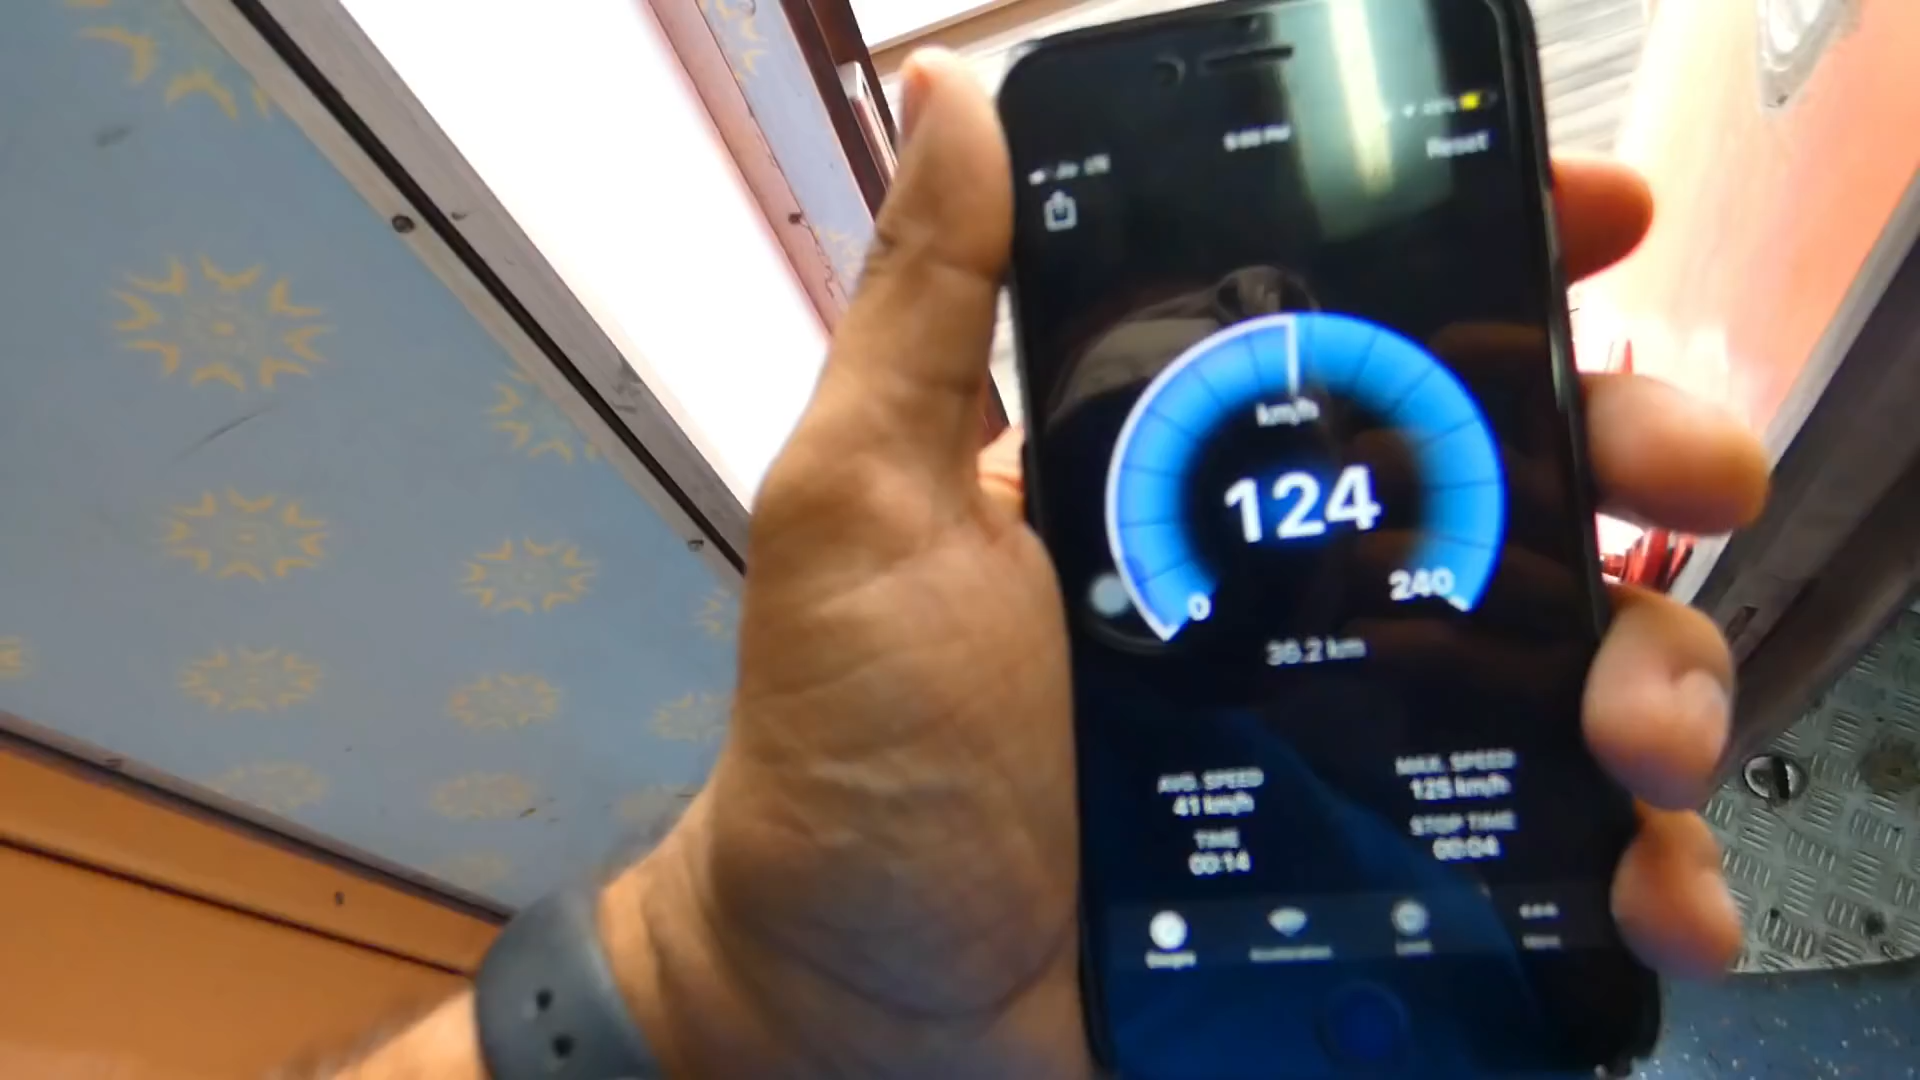 Reset
km/h
124
0 240
36.2 km
AVG. SPEED MAX. SPEED
41 km/h 125 km/h
TIME STOP TIME
00:14 00:04